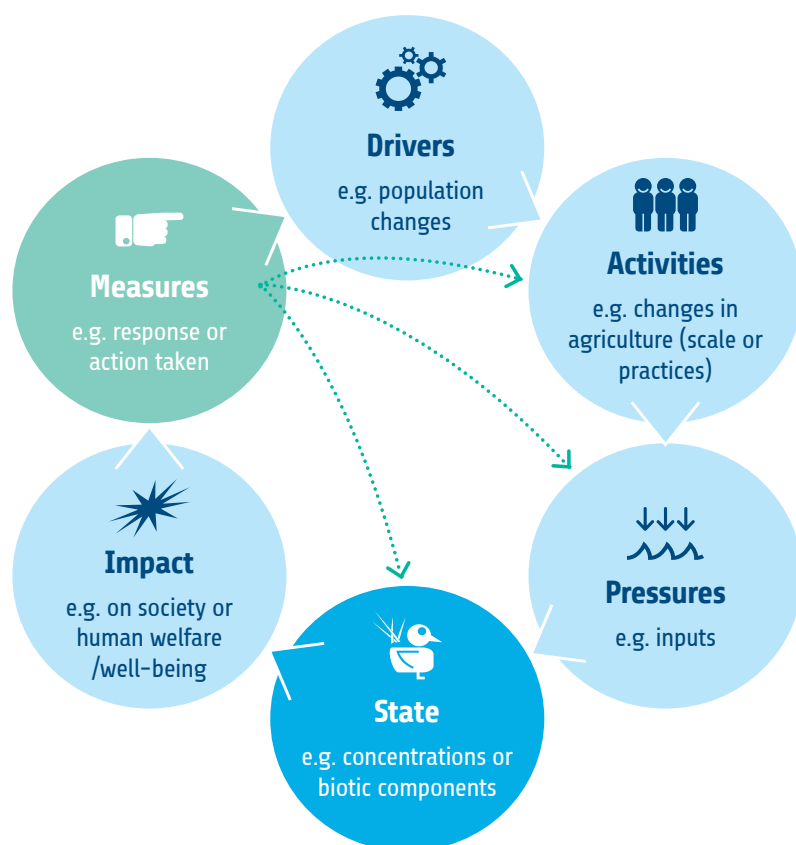 Drivers
e.g. population
changes
Activities
e.g. changes in
agriculture (scale or
practices)
Pressures
e.g. inputs
State
e.g. concentrations or
biotic components
Impact
e.g. on society or
human welfare
/well-being
Measures
e.g. response or
action taken